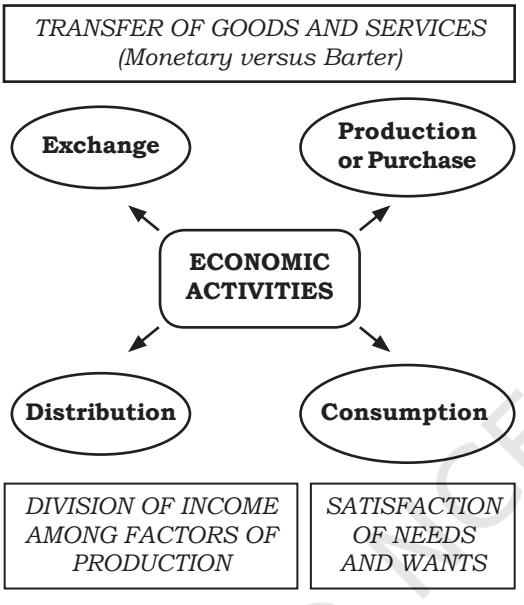 TRANSFER OF GOODS AND SERVICES
(Monetary versus Barter)
Exchange
Production
or Purchase
ECONOMIC
ACTIVITIES
Distribution
Consumption
DIVISION OF INCOME
AMONG FACTORS OF
PRODUCTION
SATISFACTION
OF NEEDS
AND WANTS